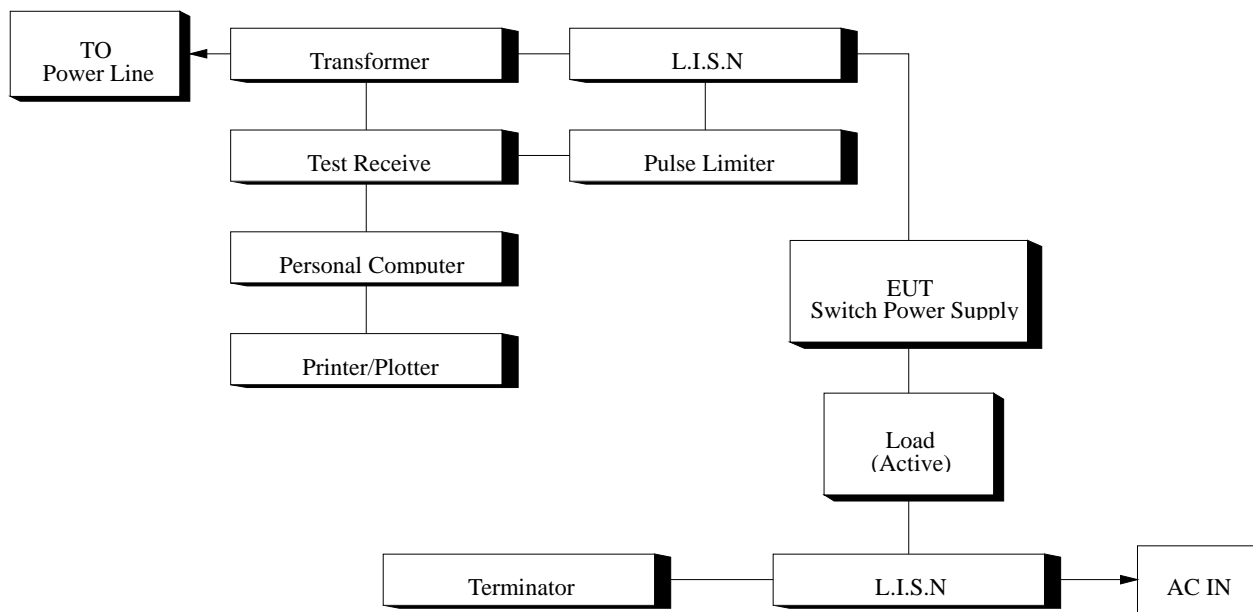 TO
Power Line
Transformer
L.I.S.N
Test Receive
Pulse Limiter
Personal Computer
EUT
Switch Power Supply
Printer/Plotter
Load
(Active)
Terminator
L.I.S.N
AC IN